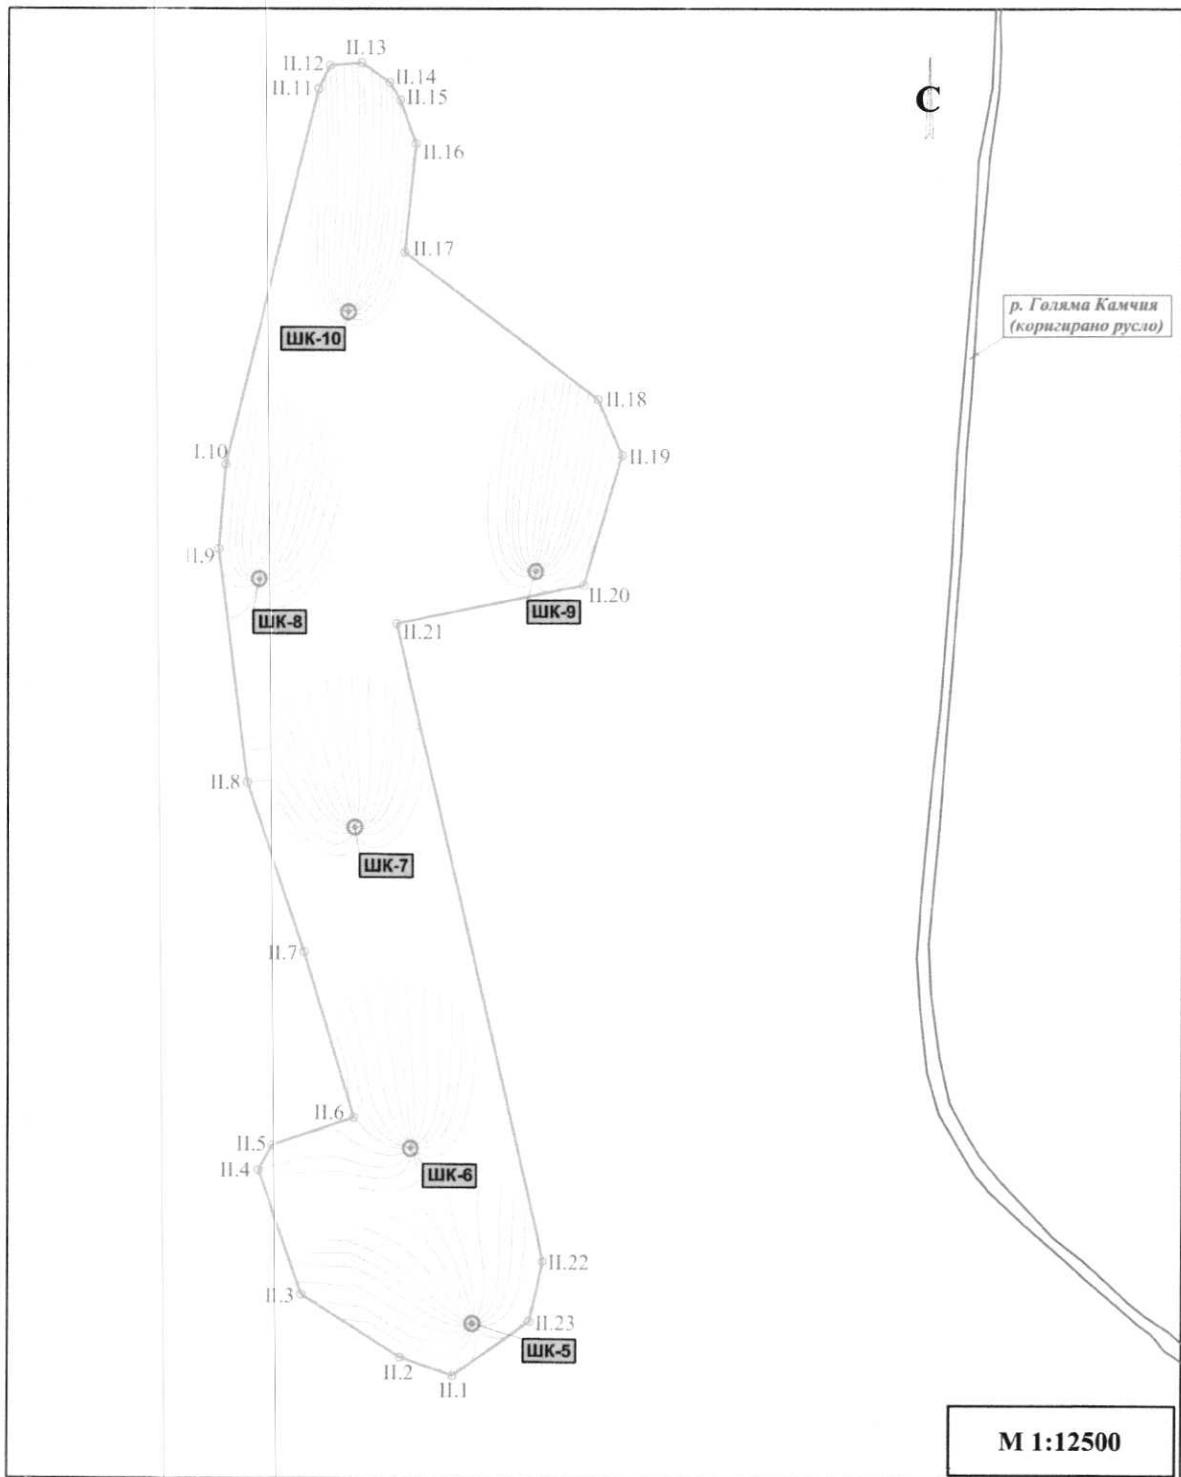 II.13
II.12
II.14
II.11
II.15
С
II.16
II.17
р. Голяма Камчия
(коригирано русло)
ШК-10
II.18
I.10
II.19
II.9
II.20
ШК-9
ШК-8
II.21
II.8
ШК-7
II.7
II.6
II.5
II.4
ШК-6
II.22
II.3
II.23
ШК-5
II.2
II.1
М 1:12500